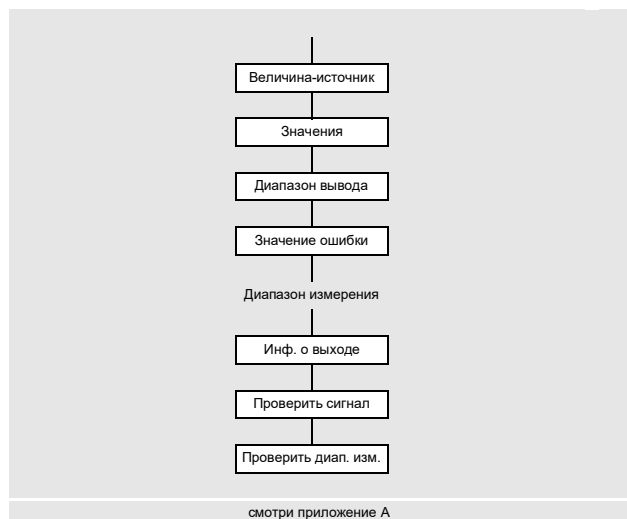 Величина-источник
Значения
Диапазон вывода
Значение ошибки
Диапазон измерения
Инф. о выходе
Проверить сигнал
Проверить диап. изм.
смотри приложение А